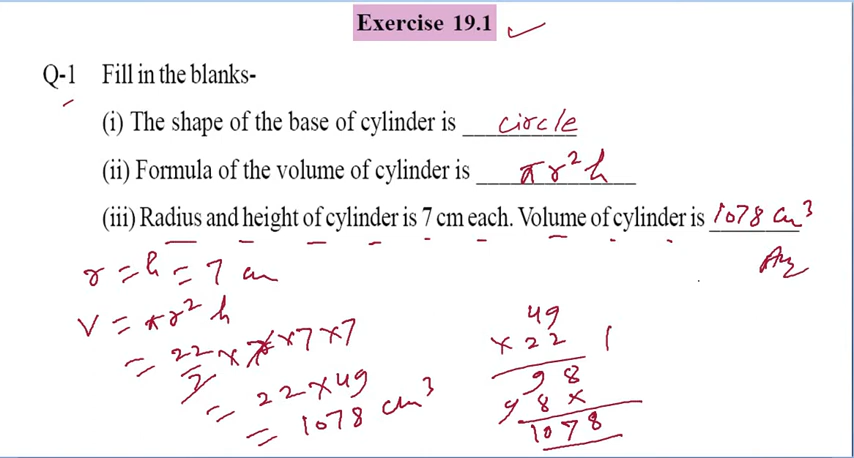 Exercise 19.1
Q-1 Fill in the blanks-
(i) The shape of the base of cylinder is circle
(ii) Formula of the volume of cylinder is πr²h
(iii) Radius and height of cylinder is 7 cm each. Volume of cylinder is 1078 cm³
Ans
r = h = 7 cm
V = πr²h
= 22/7 × 7 × 7 × 7
= 22 × 49
= 1078 cm³
49
× 22
98
98×
1078